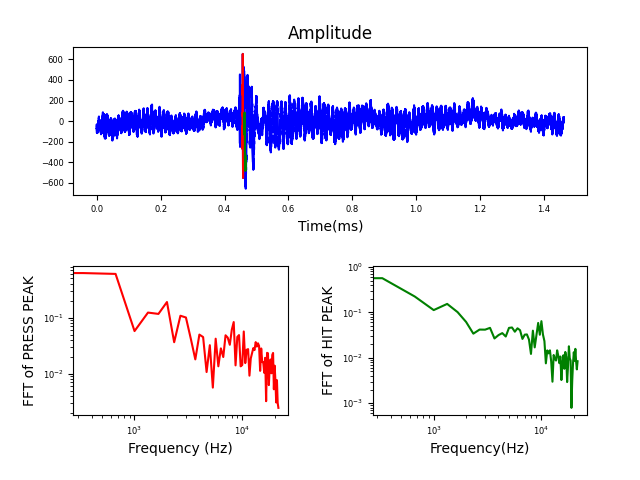 Amplitude
600
400
200
0
−200
−400
−600
0.0 0.2 0.4 0.6 0.8 1.0 1.2 1.4
Time(ms)
FFT of PRESS PEAK
10⁻¹
10⁻²
10³ 10⁴
Frequency (Hz)
FFT of HIT PEAK
10⁰
10⁻¹
10⁻²
10⁻³
10³ 10⁴
Frequency(Hz)